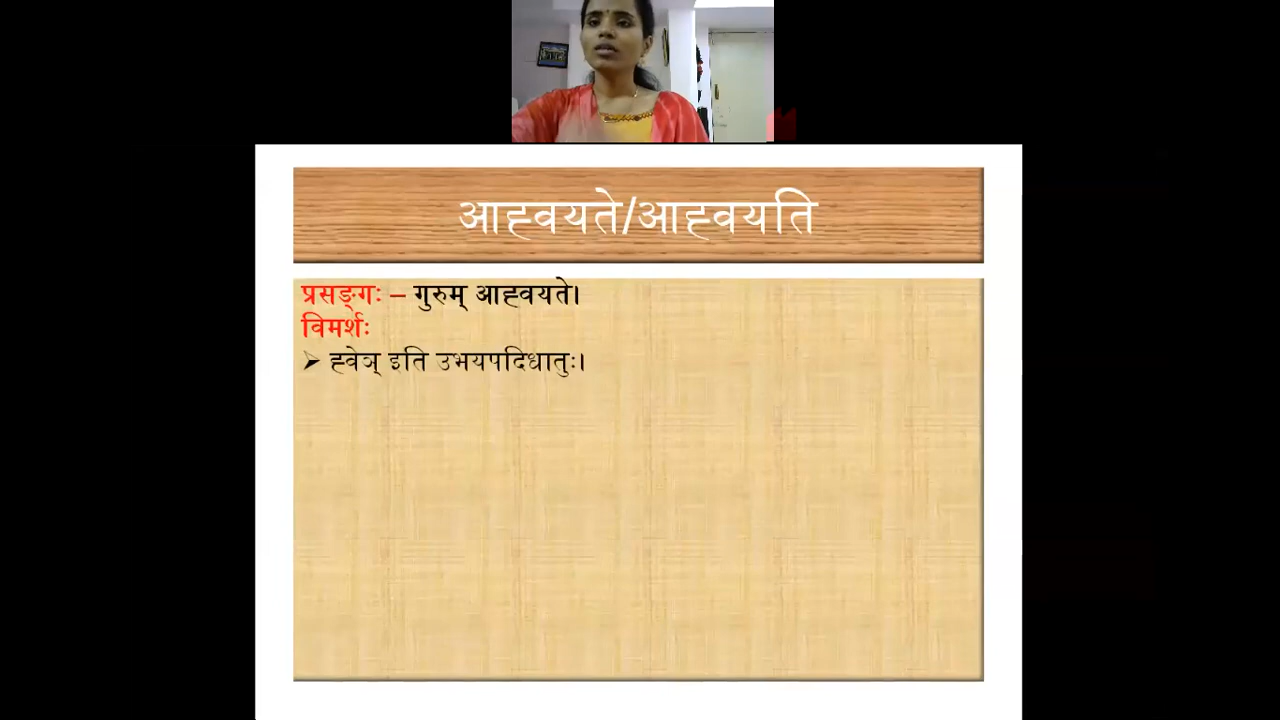 आह्वयते/आह्वयति
प्रसङ्गः – गुरुम् आह्वयते।
विमर्शः
➢ ह्वेञ् इति उभयपदिधातुः।